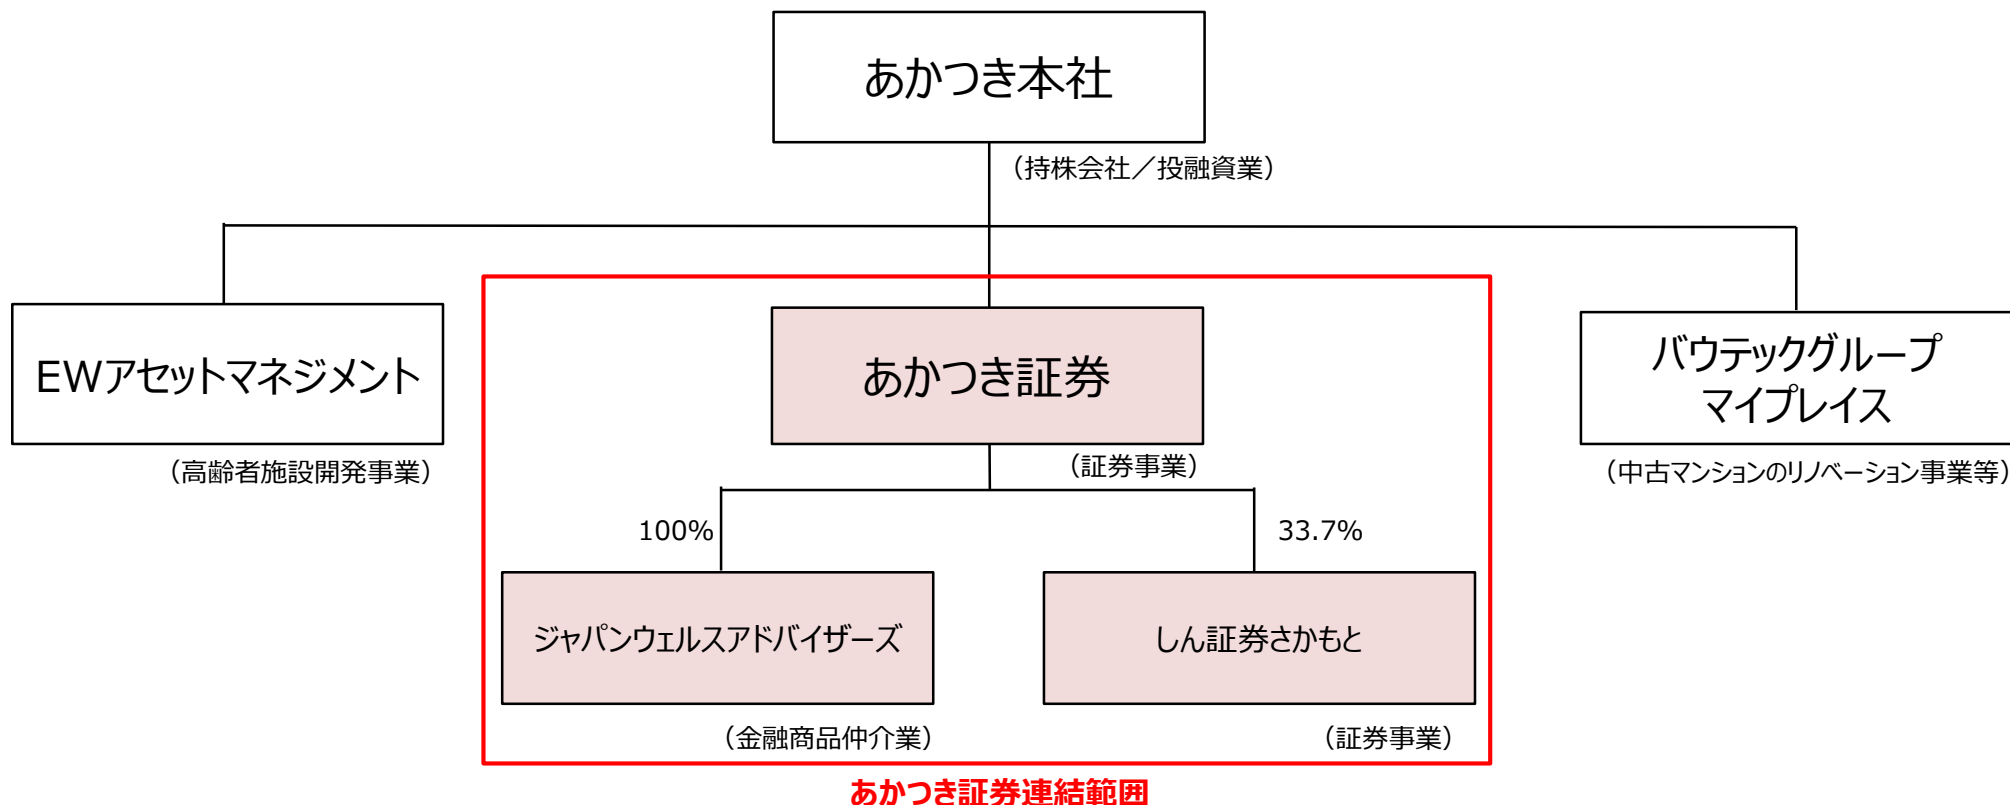 あかつき本社
（持株会社／投融資業）
EWアセットマネジメント
（高齢者施設開発事業）
あかつき証券
（証券事業）
バウテックグループ
マイプレイス
（中古マンションのリノベーション事業等）
100%
33.7%
ジャパンウェルスアドバイザーズ
（金融商品仲介業）
しん証券さかもと
（証券事業）
あかつき証券連結範囲